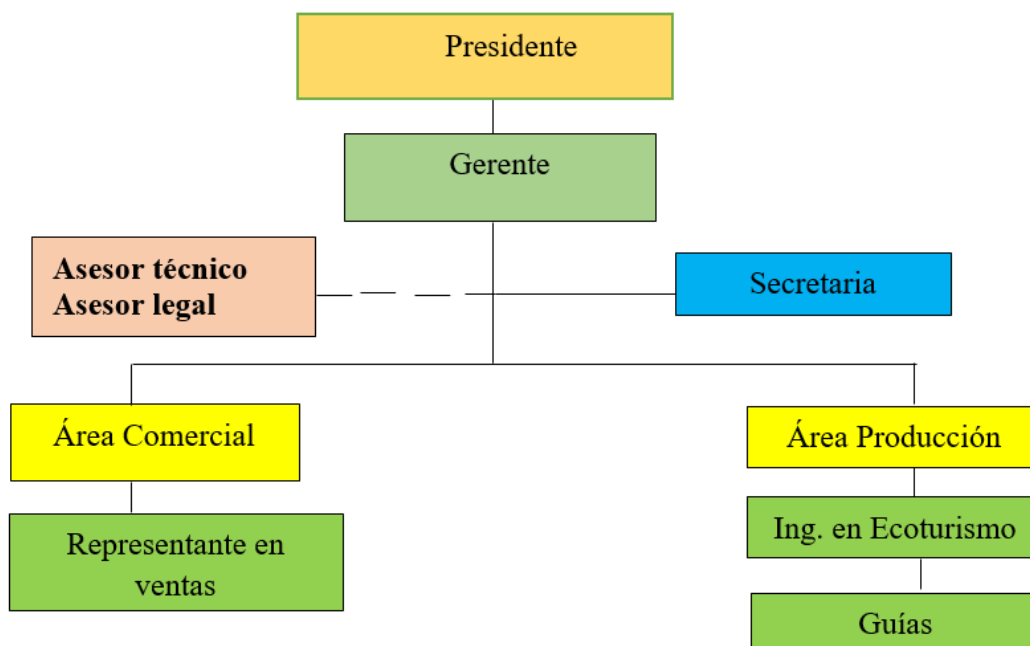 Presidente
Gerente
Asesor técnico
Asesor legal
Secretaria
Área Comercial
Área Producción
Representante en
ventas
Ing. en Ecoturismo
Guías